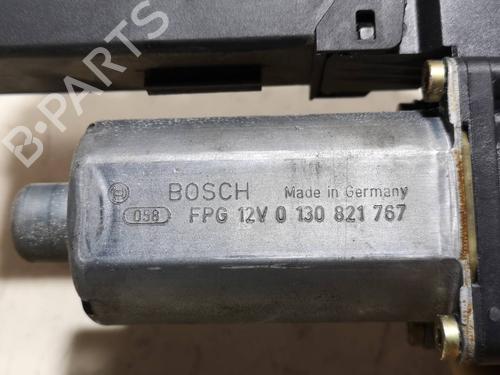 BOSCH Made in Germany
058 FPG 12V 0 130 821 767
B-PARTS